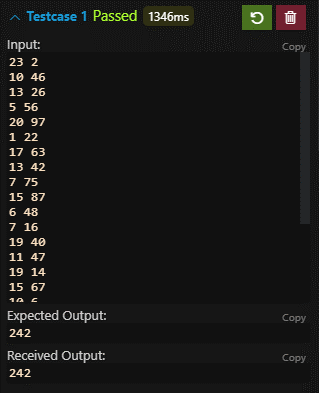 Testcase 1 Passed 1346ms
Input:
Copy
23 2
10 46
13 26
5 56
20 97
1 22
17 63
13 42
7 75
15 87
6 48
7 16
19 40
11 47
19 14
15 67
10 6
Expected Output:
Copy
242
Received Output:
Copy
242